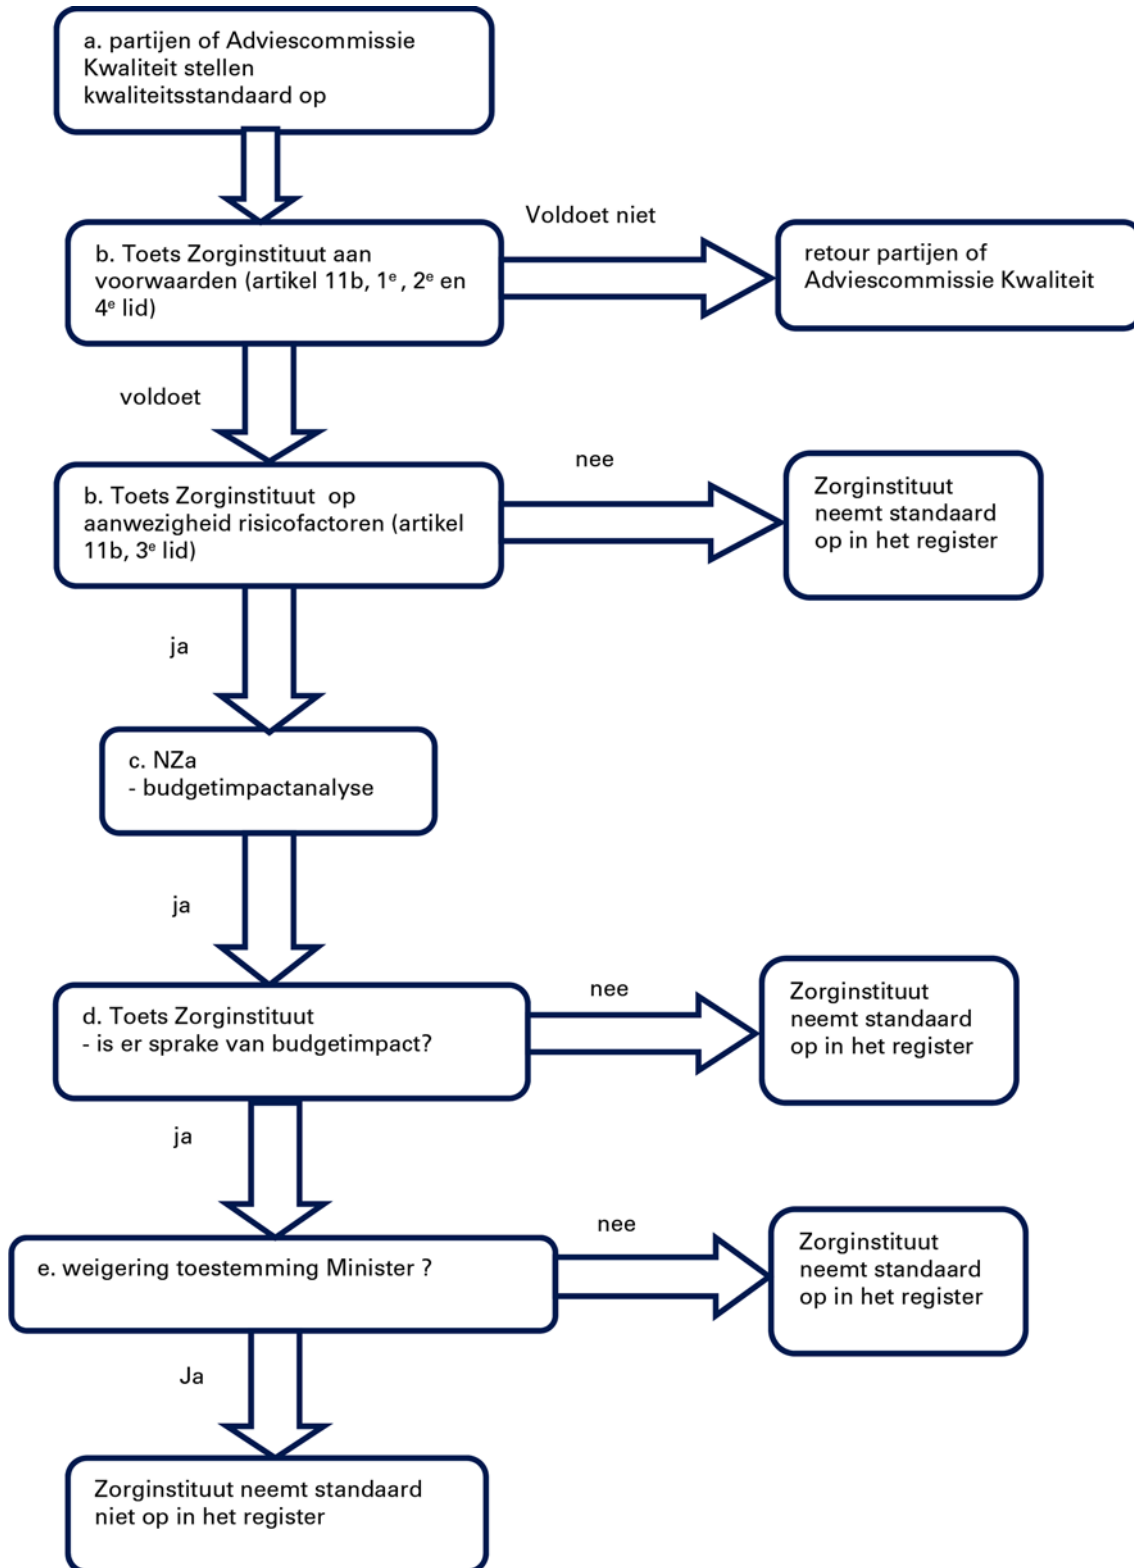 a. partijen of Adviescommissie
Kwaliteit stellen
kwaliteitsstandaard op
Voldoet niet
b. Toets Zorginstituut aan
voorwaarden (artikel 11b, 1ᵉ, 2ᵉ en
4ᵉ lid)
retour partijen of
Adviescommissie Kwaliteit
voldoet
nee
b. Toets Zorginstituut op
aanwezigheid risicofactoren (artikel
11b, 3ᵉ lid)
Zorginstituut
neemt standaard
op in het register
ja
c. NZa
- budgetimpactanalyse
ja
nee
d. Toets Zorginstituut
- is er sprake van budgetimpact?
Zorginstituut
neemt standaard
op in het register
ja
nee
e. weigering toestemming Minister ?
Zorginstituut
neemt standaard
op in het register
Ja
Zorginstituut neemt standaard
niet op in het register